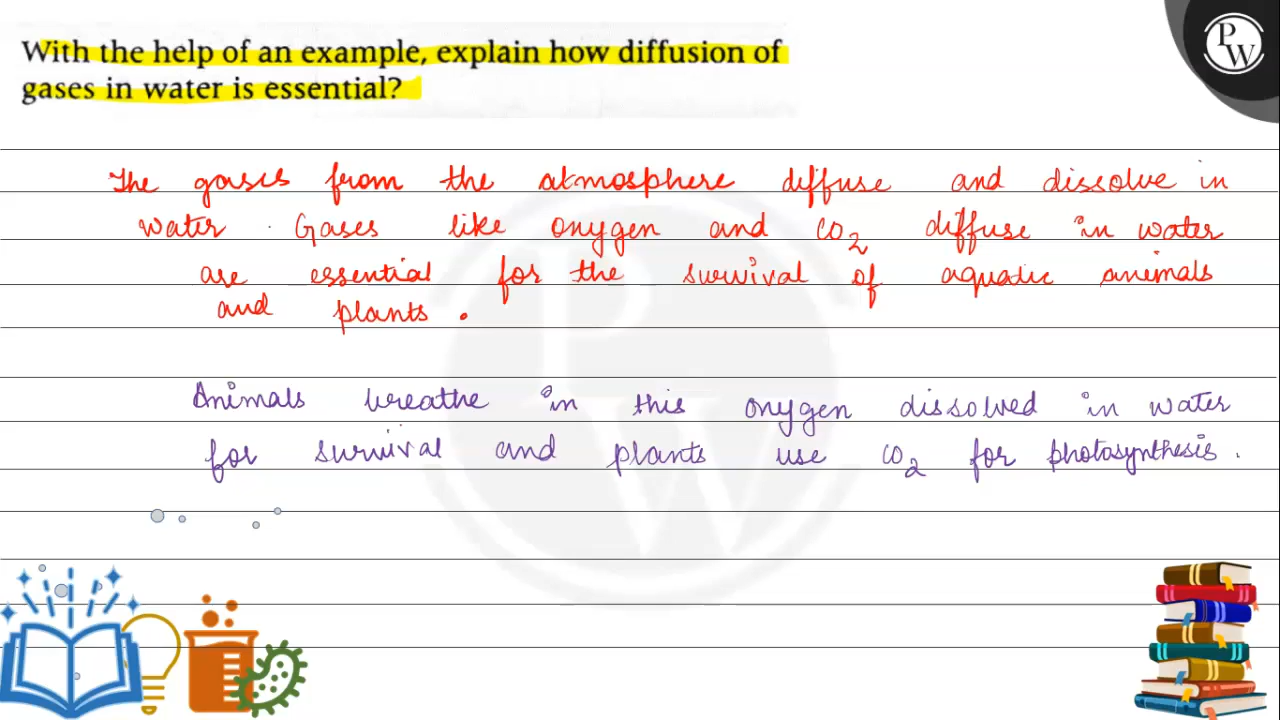 With the help of an example, explain how diffusion of
gases in water is essential?
PW
The gases from the atmosphere diffuse and dissolve in
water. Gases like oxygen and CO2 diffuse in water
are essential for the survival of aquatic animals
and plants.
Animals breathe in this oxygen dissolved in water
for survival and plants use CO2 for photosynthesis.